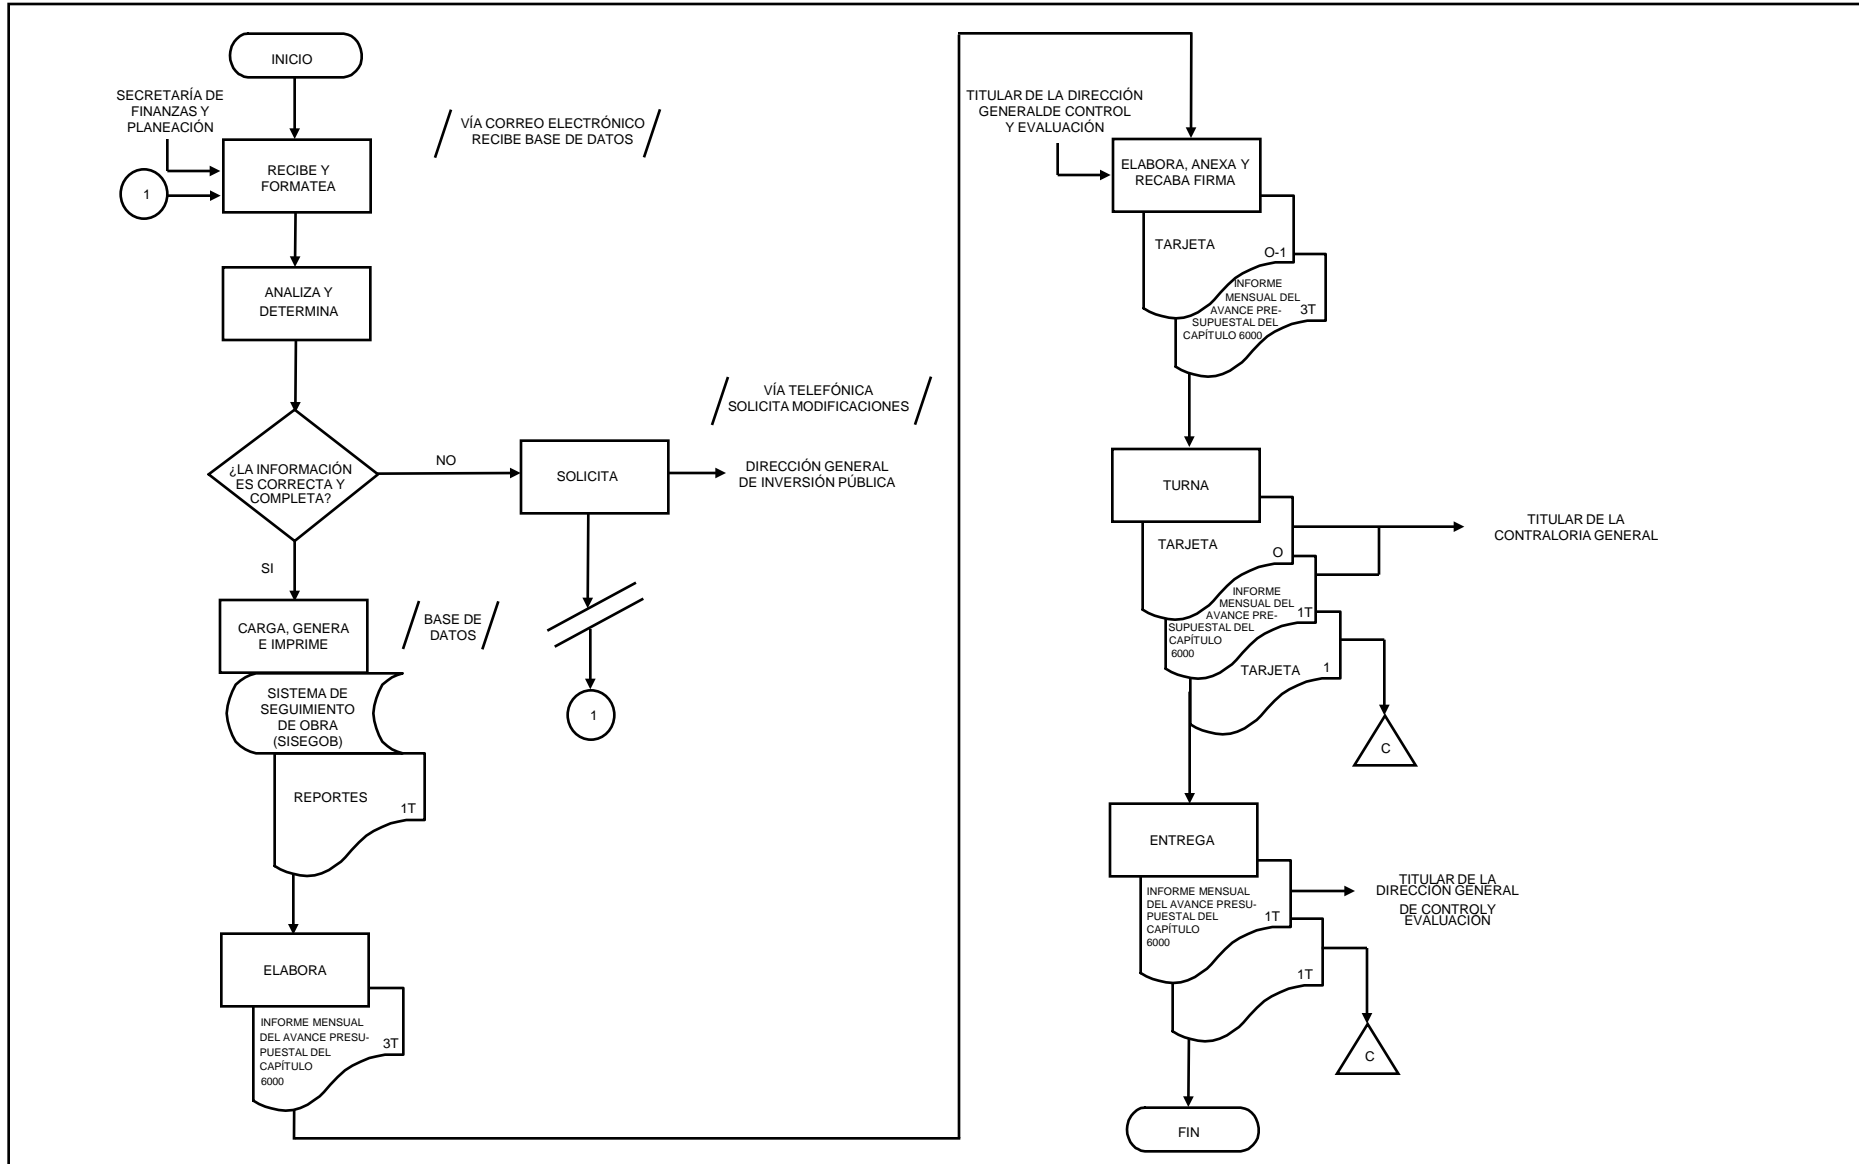 INICIO
SECRETARÍA DE
FINANZAS Y
PLANEACIÓN
VÍA CORREO ELECTRÓNICO
RECIBE BASE DE DATOS
RECIBE Y
FORMATEA
1
ANALIZA Y
DETERMINA
¿LA INFORMACIÓN
ES CORRECTA Y
COMPLETA?
NO
SOLICITA
VÍA TELEFÓNICA
SOLICITA MODIFICACIONES
DIRECCIÓN GENERAL
DE INVERSIÓN PÚBLICA
1
SI
CARGA, GENERA
E IMPRIME
BASE DE
DATOS
SISTEMA DE
SEGUIMIENTO
DE OBRA
(SISEGOB)
REPORTES
1T
ELABORA
INFORME MENSUAL
DEL AVANCE PRESU-
PUESTAL DEL
CAPÍTULO
6000
3T
TITULAR DE LA DIRECCIÓN
GENERALDE CONTROL
Y EVALUACIÓN
ELABORA, ANEXA Y
RECABA FIRMA
TARJETA
O-1
INFORME
MENSUAL DEL
AVANCE PRE-
SUPUESTAL DEL
CAPÍTULO 6000
3T
TURNA
TARJETA
O
TITULAR DE LA
CONTRALORIA GENERAL
INFORME
MENSUAL DEL
AVANCE PRE-
SUPUESTAL DEL
CAPÍTULO
6000
1T
TARJETA
1
C
ENTREGA
INFORME MENSUAL
DEL AVANCE PRESU-
PUESTAL DEL
CAPÍTULO
6000
1T
TITULAR DE LA
DIRECCIÓN GENERAL
DE CONTROLY
EVALUACIÓN
1T
C
FIN